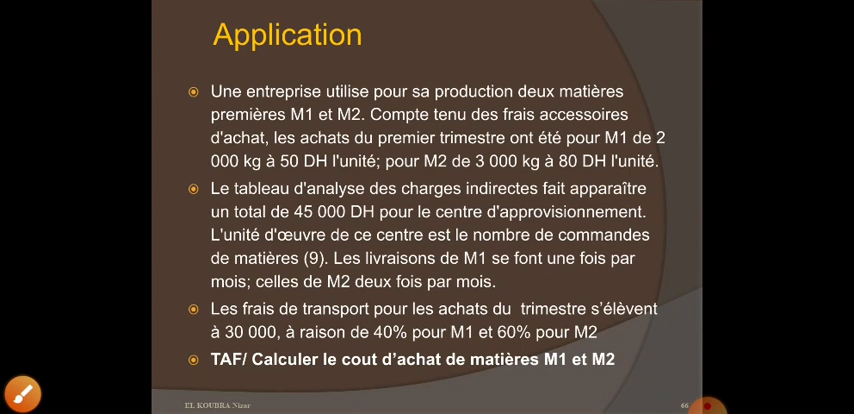 Application
Une entreprise utilise pour sa production deux matières
premières M1 et M2. Compte tenu des frais accessoires
d'achat, les achats du premier trimestre ont été pour M1 de 2
000 kg à 50 DH l'unité; pour M2 de 3 000 kg à 80 DH l'unité.
Le tableau d'analyse des charges indirectes fait apparaître
un total de 45 000 DH pour le centre d'approvisionnement.
L'unité d'œuvre de ce centre est le nombre de commandes
de matières (9). Les livraisons de M1 se font une fois par
mois; celles de M2 deux fois par mois.
Les frais de transport pour les achats du trimestre s'élèvent
à 30 000, à raison de 40% pour M1 et 60% pour M2
TAF/ Calculer le cout d'achat de matières M1 et M2
EL KOUBRA Nizar
66